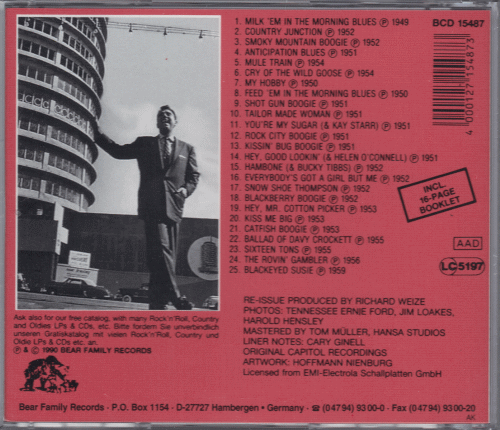 1. MILK 'EM IN THE MORNING BLUES Ⓟ 1949
2. COUNTRY JUNCTION Ⓟ 1952
3. SMOKY MOUNTAIN BOOGIE Ⓟ 1952
4. ANTICIPATION BLUES Ⓟ 1951
5. MULE TRAIN Ⓟ 1954
6. CRY OF THE WILD GOOSE Ⓟ 1954
7. MY HOBBY Ⓟ 1950
8. FEED 'EM IN THE MORNING BLUES Ⓟ 1950
9. SHOT GUN BOOGIE Ⓟ 1951
10. TAILOR MADE WOMAN Ⓟ 1951
11. YOU'RE MY SUGAR (& KAY STARR) Ⓟ 1951
12. ROCK CITY BOOGIE Ⓟ 1951
13. KISSIN' BUG BOOGIE Ⓟ 1951
14. HEY, GOOD LOOKIN' (& HELEN O'CONNELL) Ⓟ 1951
15. HAMBONE (& BUCKY TIBBS) Ⓟ 1952
16. EVERYBODY'S GOT A GIRL BUT ME Ⓟ 1952
17. SNOW SHOE THOMPSON Ⓟ 1952
18. BLACKBERRY BOOGIE Ⓟ 1952
19. HEY, MR. COTTON PICKER Ⓟ 1953
20. KISS ME BIG Ⓟ 1953
21. CATFISH BOOGIE Ⓟ 1953
22. BALLAD OF DAVY CROCKETT Ⓟ 1955
23. SIXTEEN TONS Ⓟ 1955
24. THE ROVIN' GAMBLER Ⓟ 1956
25. BLACKEYED SUSIE Ⓟ 1959
BCD 15487
4 000127 154873
INCL.
16-PAGE
BOOKLET
AAD
LC 5197
RE-ISSUE PRODUCED BY RICHARD WEIZE
PHOTOS: TENNESSEE ERNIE FORD, JIM LOAKES,
HAROLD HENSLEY
MASTERED BY TOM MÜLLER, HANSA STUDIOS
LINER NOTES: CARY GINELL
ORIGINAL CAPITOL RECORDINGS
ARTWORK: HOFFMANN NIENBURG
Licensed from EMI-Electrola Schallplatten GmbH
Ask also for our free catalog, with many Rock'n'Roll, Country
and Oldies LPs & CDs, etc. Bitte fordern Sie unverbindlich
unseren Gratiskatalog mit vielen Rock'n'Roll, Country und
Oldie LPs & CDs etc. an.
Ⓟ & © 1990 BEAR FAMILY RECORDS
Bear Family Records · P.O. Box 1154 · D-27727 Hambergen · Germany · ☎ (0 47 94) 93 00-0 · Fax (0 47 94) 93 00-20
AK